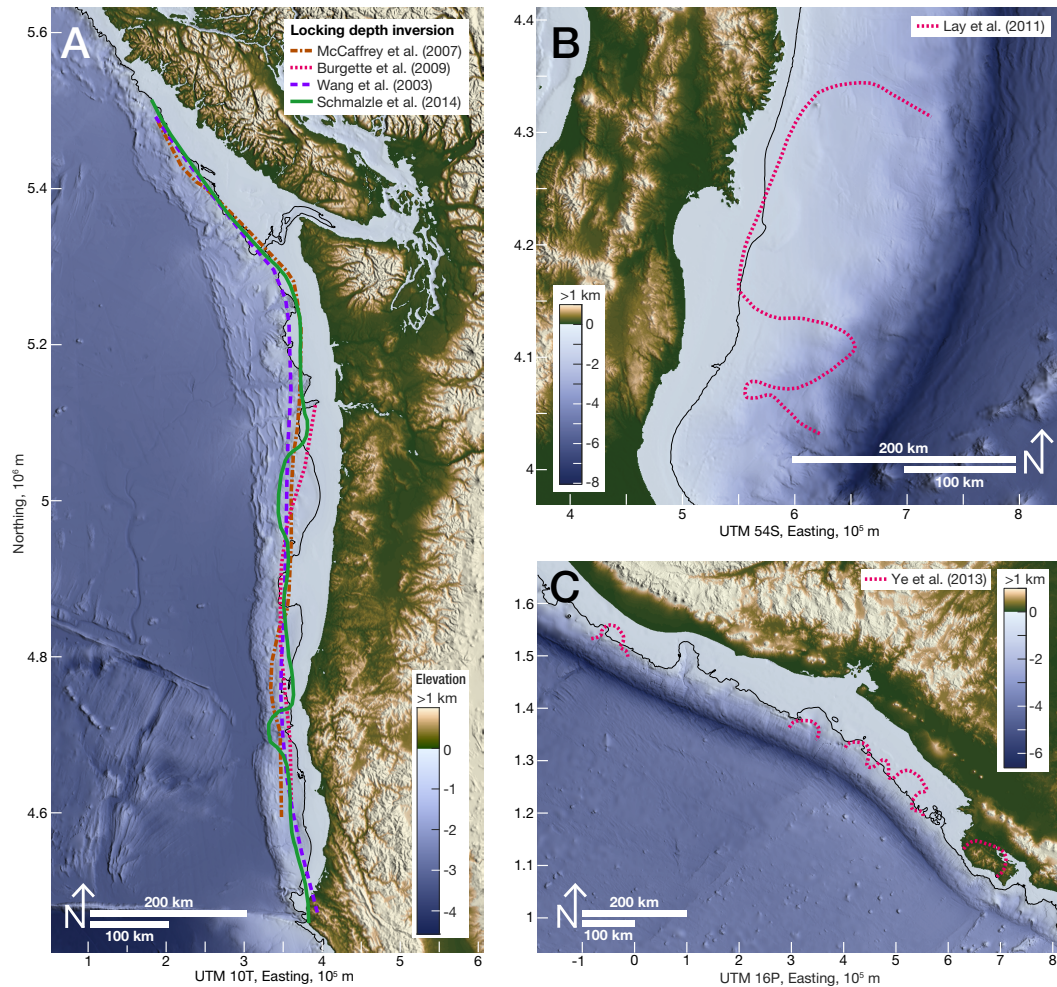 A
Locking depth inversion
McCaffrey et al. (2007)
Burgette et al. (2009)
Wang et al. (2003)
Schmalzle et al. (2014)
5.6
5.4
5.2
5
4.8
4.6
Northing, 10⁶ m
Elevation
>1 km
0
-1
-2
-3
-4
N
200 km
100 km
1
2
3
4
5
6
UTM 10T, Easting, 10⁵ m
B
Lay et al. (2011)
4.4
4.3
4.2
4.1
4
>1 km
0
-2
-4
-6
-8
N
200 km
100 km
4
5
6
7
8
UTM 54S, Easting, 10⁵ m
C
Ye et al. (2013)
1.6
1.5
1.4
1.3
1.2
1.1
1
>1 km
0
-2
-4
-6
N
200 km
100 km
-1
0
1
2
3
4
5
6
7
8
UTM 16P, Easting, 10⁵ m